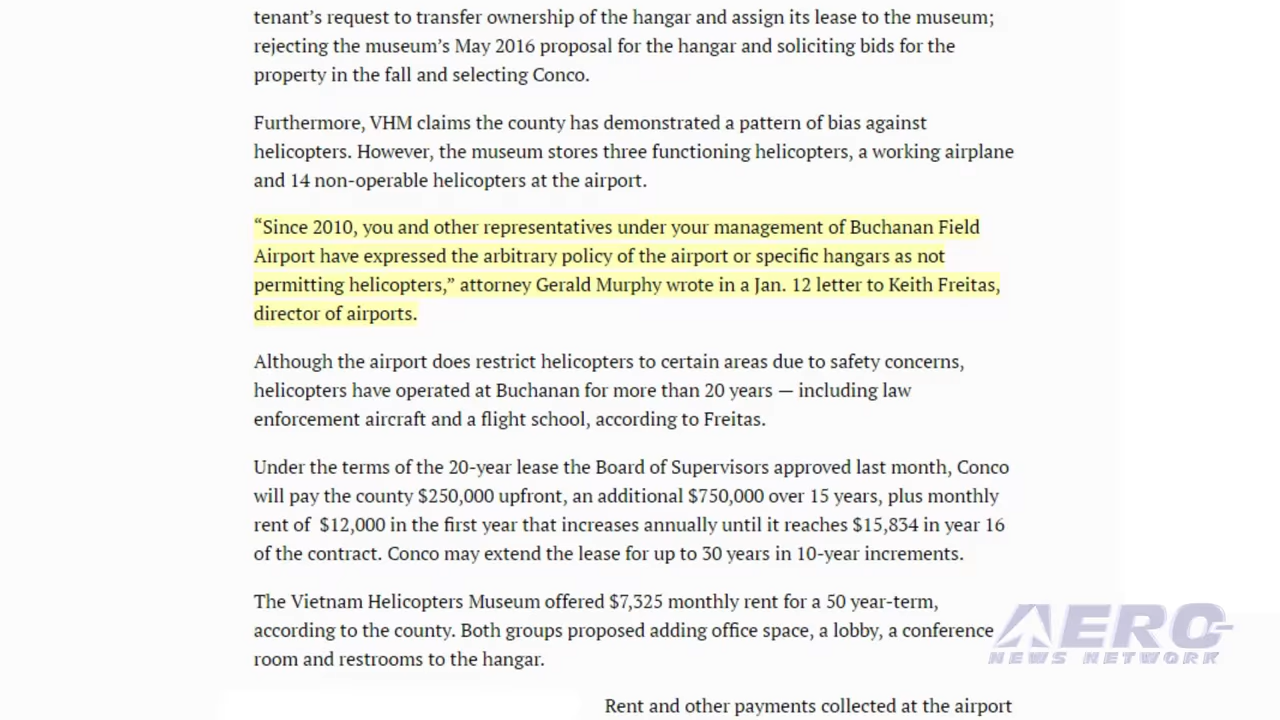 tenant’s request to transfer ownership of the hangar and assign its lease to the museum;
rejecting the museum’s May 2016 proposal for the hangar and soliciting bids for the
property in the fall and selecting Conco.
Furthermore, VHM claims the county has demonstrated a pattern of bias against
helicopters. However, the museum stores three functioning helicopters, a working airplane
and 14 non-operable helicopters at the airport.
“Since 2010, you and other representatives under your management of Buchanan Field
Airport have expressed the arbitrary policy of the airport or specific hangars as not
permitting helicopters,” attorney Gerald Murphy wrote in a Jan. 12 letter to Keith Freitas,
director of airports.
Although the airport does restrict helicopters to certain areas due to safety concerns,
helicopters have operated at Buchanan for more than 20 years — including law
enforcement aircraft and a flight school, according to Freitas.
Under the terms of the 20-year lease the Board of Supervisors approved last month, Conco
will pay the county $250,000 upfront, an additional $750,000 over 15 years, plus monthly
rent of $12,000 in the first year that increases annually until it reaches $15,834 in year 16
of the contract. Conco may extend the lease for up to 30 years in 10-year increments.
The Vietnam Helicopters Museum offered $7,325 monthly rent for a 50 year-term,
according to the county. Both groups proposed adding office space, a lobby, a conference
room and restrooms to the hangar.
AERO
NEWS NETWORK
Rent and other payments collected at the airport